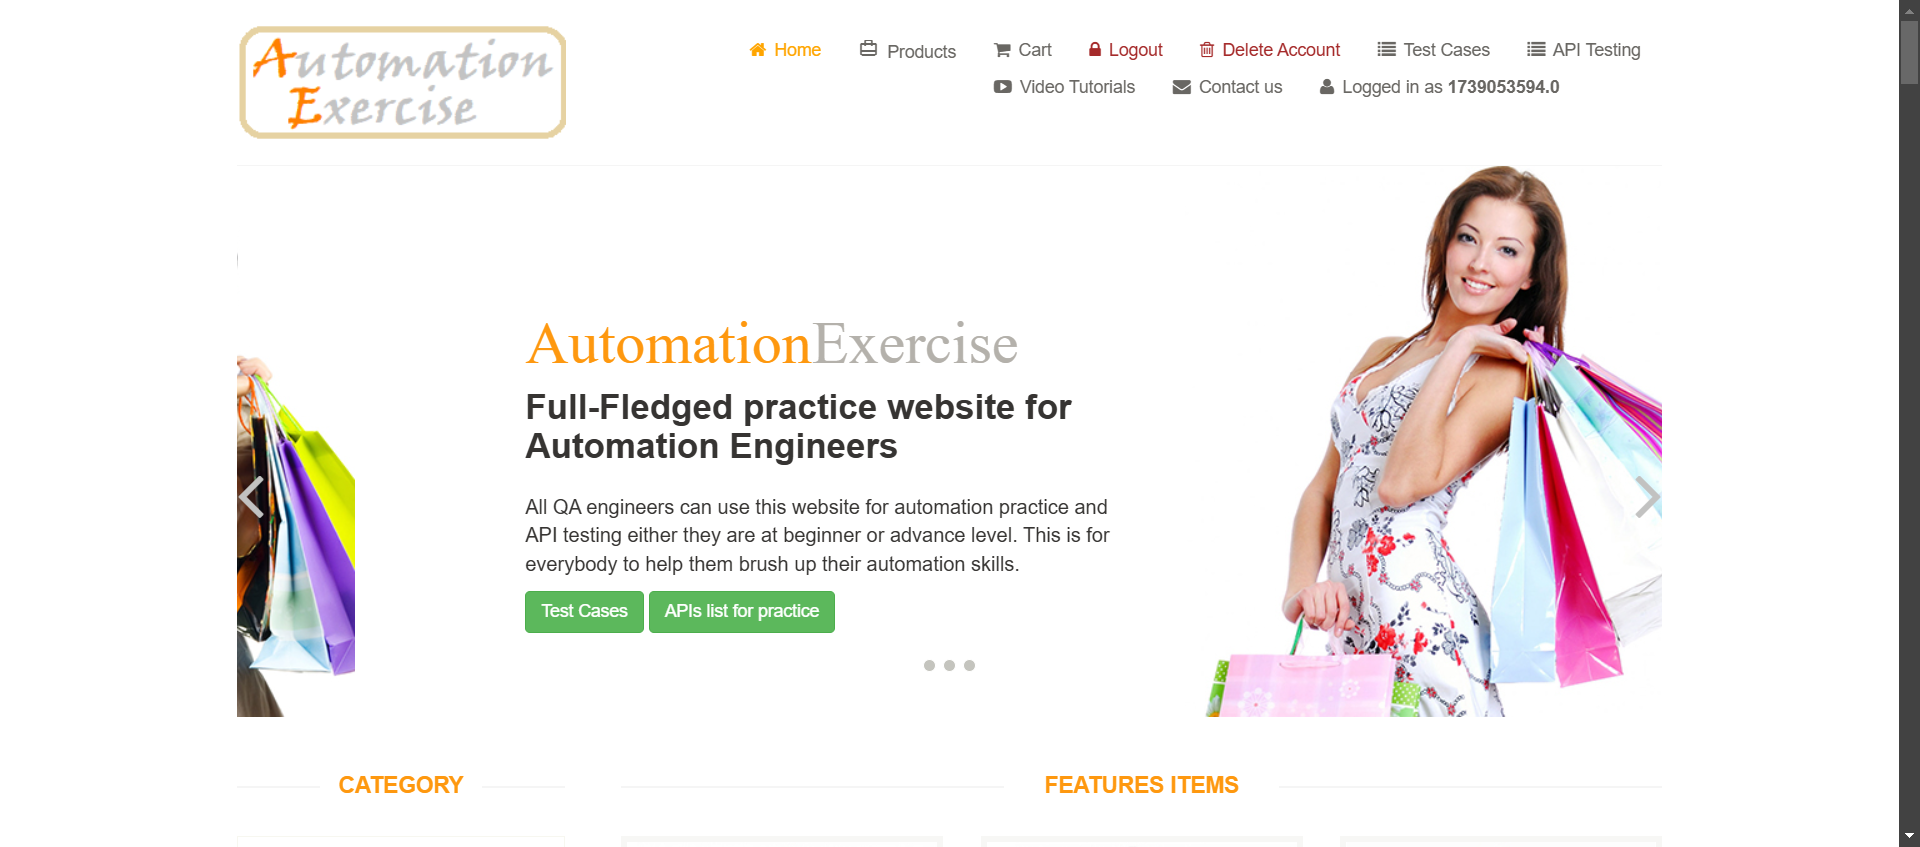 Automation
Exercise
Home Products Cart Logout Delete Account Test Cases API Testing
Video Tutorials Contact us Logged in as 1739053594.0
AutomationExercise
Full-Fledged practice website for
Automation Engineers
All QA engineers can use this website for automation practice and
API testing either they are at beginner or advance level. This is for
everybody to help them brush up their automation skills.
Test Cases APIs list for practice
CATEGORY FEATURES ITEMS